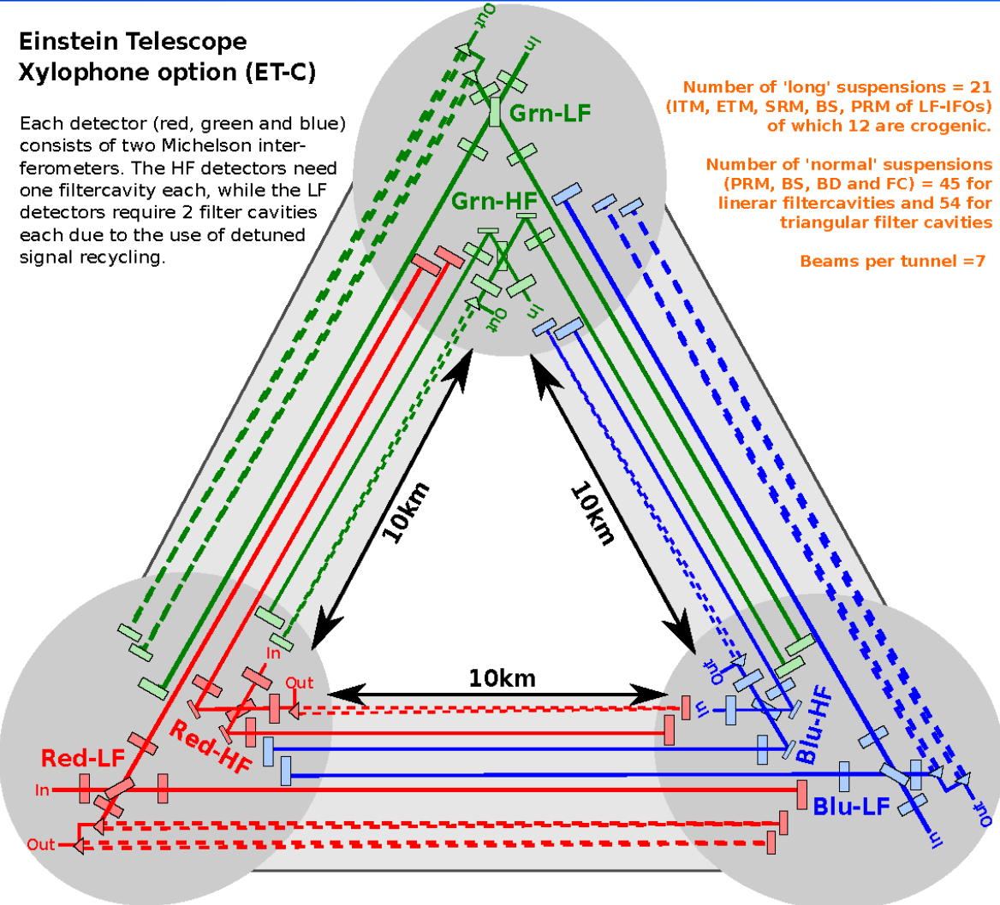 Einstein Telescope
Xylophone option (ET-C)
Each detector (red, green and blue)
consists of two Michelson inter-
ferometers. The HF detectors need
one filtercavity each, while the LF
detectors require 2 filter cavities
each due to the use of detuned
signal recycling.
Number of 'long' suspensions = 21
(ITM, ETM, SRM, BS, PRM of LF-IFOs)
of which 12 are crogenic.
Number of 'normal' suspensions
(PRM, BS, BD and FC) = 45 for
linerar filtercavities and 54 for
triangular filter cavities
Beams per tunnel =7
Out
In
Grn-LF
Grn-HF
In
Out
10km
10km
10km
In
Out
Red-HF
Red-LF
In
Out
Out
In
Blu-HF
Blu-LF
Out
In